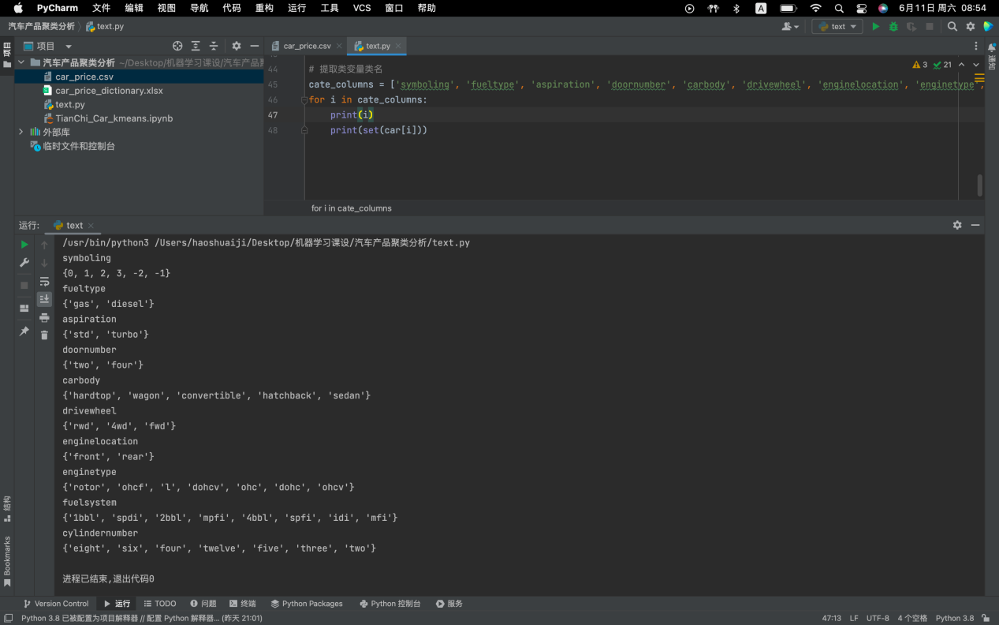 PyCharm 文件 编辑 视图 导航 代码 重构 运行 工具 VCS 窗口 帮助 A 6月11日 周六 08:54
汽车产品聚类分析 text.py text
项目 项目 car_price.csv text.py 通知
汽车产品聚类分析 ~/Desktop/机器学习课设/汽车产品聚
car_price.csv
car_price_dictionary.xlsx
text.py
TianChi_Car_kmeans.ipynb
外部库
临时文件和控制台
3 21
44 # 提取类变量类名
45 cate_columns = ['symboling', 'fueltype', 'aspiration', 'doornumber', 'carbody', 'drivewheel', 'enginelocation', 'enginetype',
46 for i in cate_columns:
47 print(i)
48 print(set(car[i]))
for i in cate_columns
运行: text
/usr/bin/python3 /Users/haoshuaiji/Desktop/机器学习课设/汽车产品聚类分析/text.py
symboling
{0, 1, 2, 3, -2, -1}
fueltype
{'gas', 'diesel'}
aspiration
{'std', 'turbo'}
doornumber
{'two', 'four'}
carbody
{'hardtop', 'wagon', 'convertible', 'hatchback', 'sedan'}
drivewheel
{'rwd', '4wd', 'fwd'}
enginelocation
{'front', 'rear'}
enginetype
{'rotor', 'ohcf', 'l', 'dohcv', 'ohc', 'dohc', 'ohcv'}
fuelsystem
{'1bbl', 'spdi', '2bbl', 'mpfi', '4bbl', 'spfi', 'idi', 'mfi'}
cylindernumber
{'eight', 'six', 'four', 'twelve', 'five', 'three', 'two'}
进程已结束,退出代码0
结构
Bookmarks
Version Control 运行 TODO 问题 终端 Python Packages Python 控制台 服务
Python 3.8 已被配置为项目解释器 // 配置 Python 解释器... (昨天 21:01) 47:13 LF UTF-8 4 个空格 Python 3.8